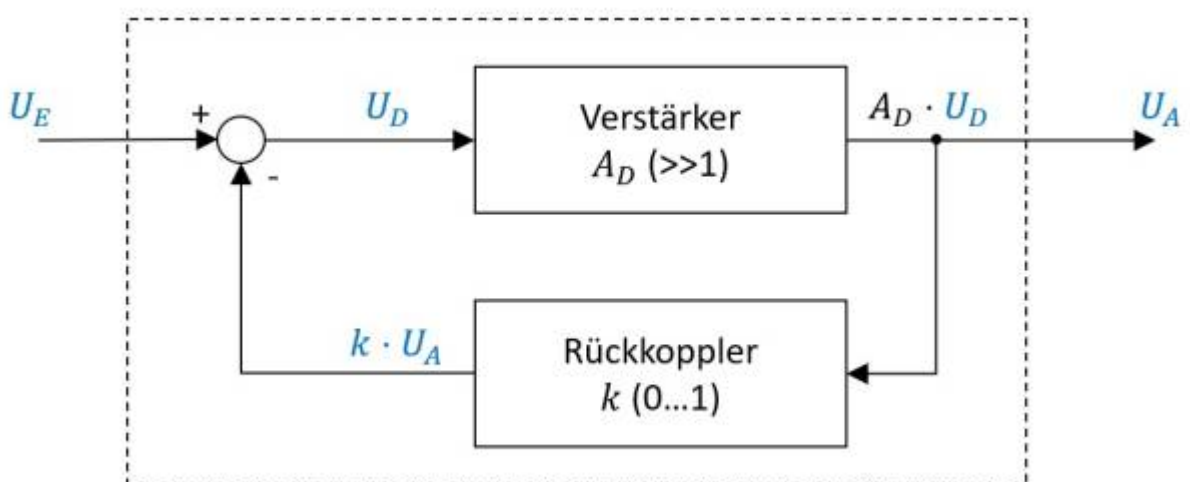 U_E
+
-
U_D
Verstärker
A_D (>>1)
A_D · U_D
U_A
k · U_A
Rückkoppler
k (0...1)